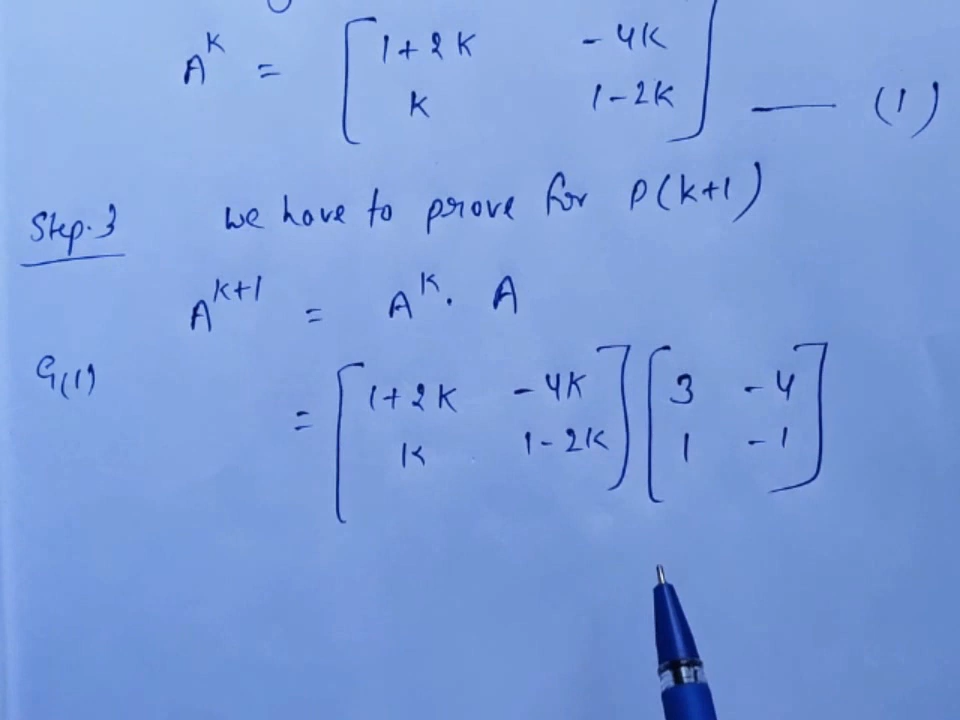 A^k = [ 1+2k -4k
k 1-2k ] — (1)
Step.3 we have to prove for P(k+1)
A^k+1 = A^k. A
= [ 1+2k -4k ] [ 3 -4 ]
k 1-2k 1 -1